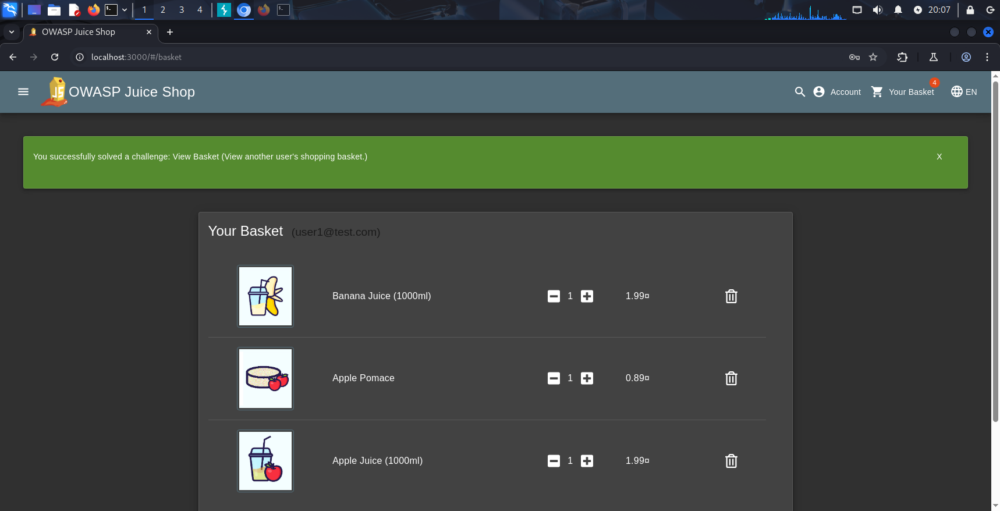 1 2 3 4 20:07
OWASP Juice Shop
localhost:3000/#/basket
JS OWASP Juice Shop Account Your Basket 4 EN
You successfully solved a challenge: View Basket (View another user's shopping basket.) X
Your Basket (user1@test.com)
Banana Juice (1000ml) 1 1.99¤
Apple Pomace 1 0.89¤
Apple Juice (1000ml) 1 1.99¤